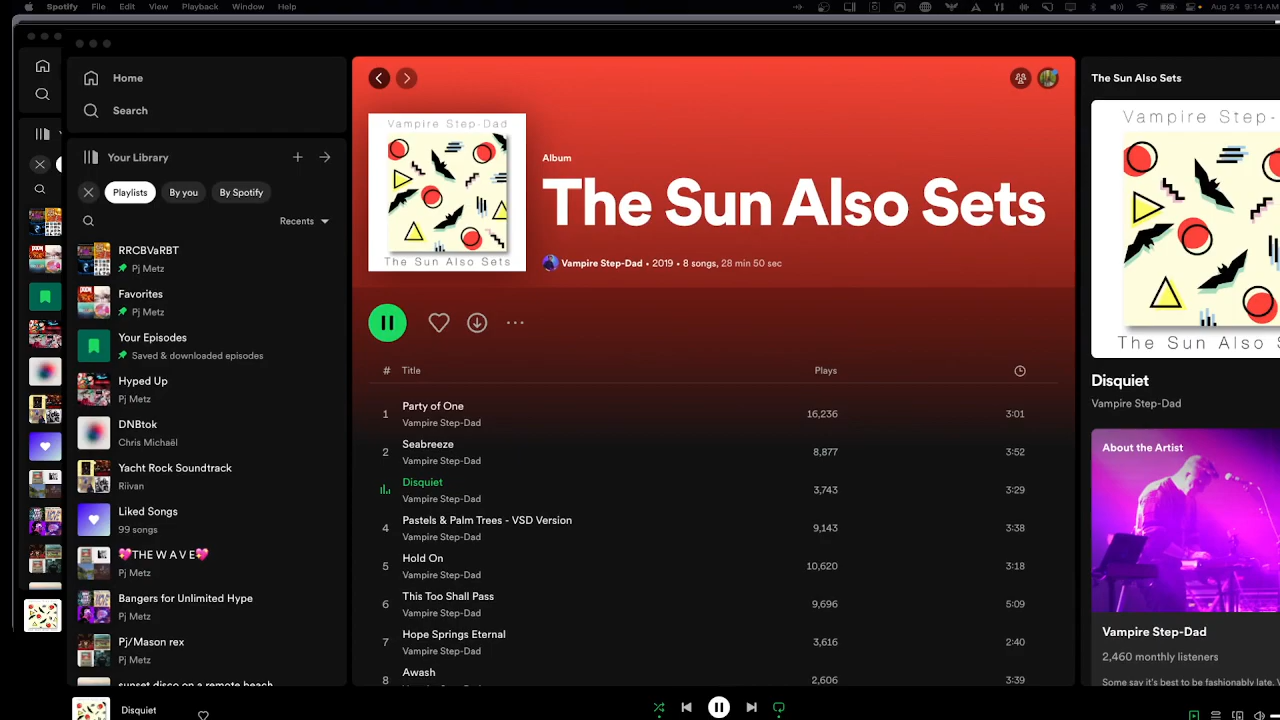 Spotify File Edit View Playback Window Help
Aug 24 9:14 AM
Home
Search
Your Library
Playlists By you By Spotify
Recents
RRCBVaRBT
Pj Metz
Favorites
Pj Metz
Your Episodes
Saved & downloaded episodes
Hyped Up
Pj Metz
DNBtok
Chris Michaël
Yacht Rock Soundtrack
Riivan
Liked Songs
99 songs
💖THE W A V E💖
Pj Metz
Bangers for Unlimited Hype
Pj Metz
Pj/Mason rex
Pj Metz
sunset disco on a remote beach
Disquiet
Vampire Step-Dad
The Sun Also Sets
Album
The Sun Also Sets
Vampire Step-Dad • 2019 • 8 songs, 28 min 50 sec
# Title Plays
1 Party of One 16,236 3:01
Vampire Step-Dad
2 Seabreeze 8,877 3:52
Vampire Step-Dad
Disquiet 3,743 3:29
Vampire Step-Dad
4 Pastels & Palm Trees - VSD Version 9,143 3:38
Vampire Step-Dad
5 Hold On 10,620 3:18
Vampire Step-Dad
6 This Too Shall Pass 9,696 5:09
Vampire Step-Dad
7 Hope Springs Eternal 3,616 2:40
Vampire Step-Dad
8 Awash 2,606 3:39
The Sun Also Sets
Vampire Step-
The Sun Also Sets
Disquiet
Vampire Step-Dad
About the Artist
Vampire Step-Dad
2,460 monthly listeners
Some say it's best to be fashionably late.